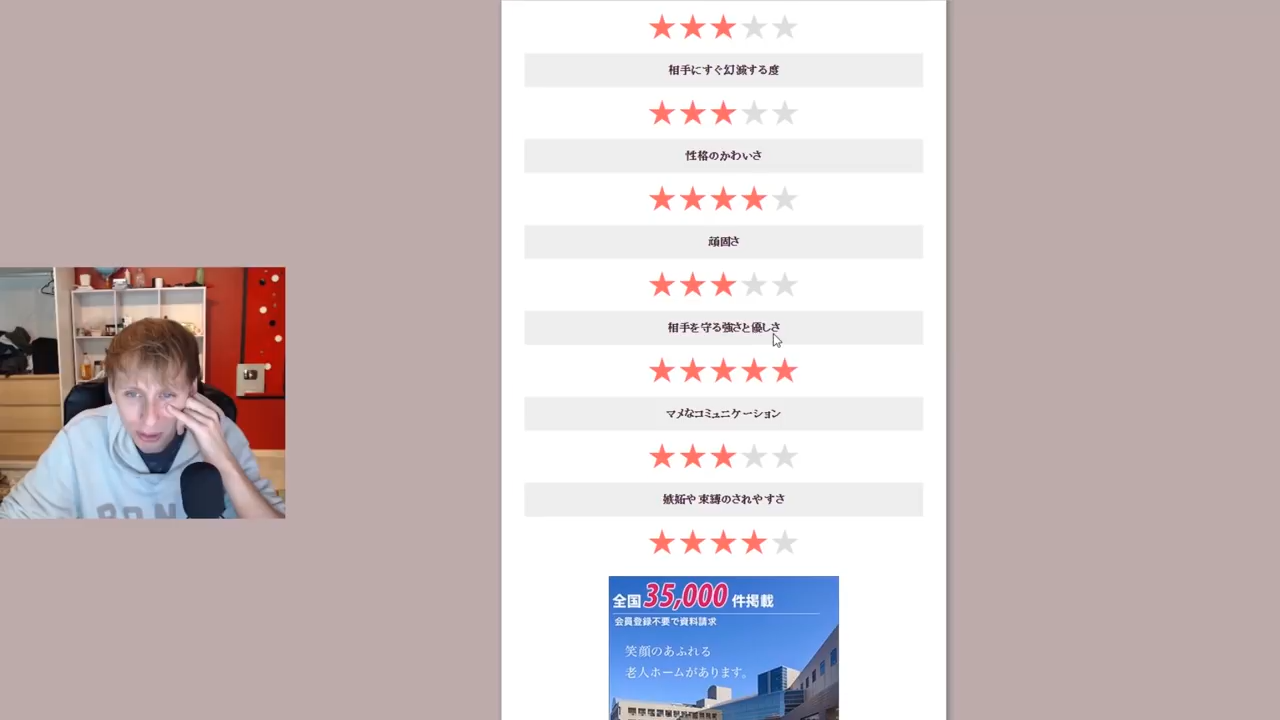 相手にすぐ幻滅する度
性格のかわいさ
頑固さ
相手を守る強さと優しさ
マメなコミュニケーション
嫉妬や束縛のされやすさ
全国35,000件掲載
会員登録不要で資料請求
笑顔のあふれる
老人ホームがあります。